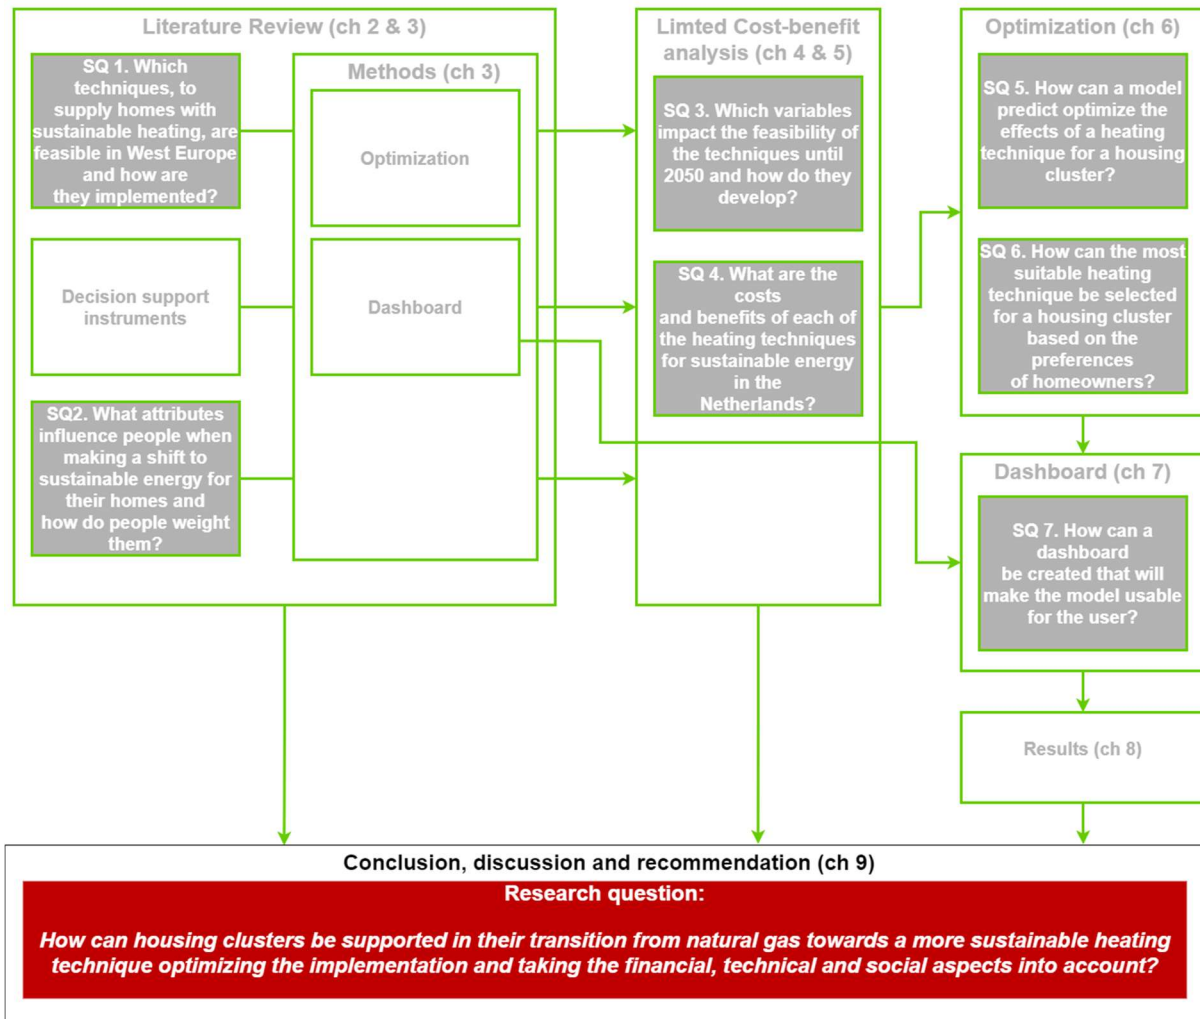 Literature Review (ch 2 & 3)
SQ 1. Which
techniques, to
supply homes with
sustainable heating, are
feasible in West Europe
and how are
they implemented?
Decision support
instruments
SQ2. What attributes
influence people when
making a shift to
sustainable energy for
their homes and
how do people weight
them?
Methods (ch 3)
Optimization
Dashboard
Limted Cost-benefit
analysis (ch 4 & 5)
SQ 3. Which variables
impact the feasibility of
the techniques until
2050 and how do they
develop?
SQ 4. What are the
costs
and benefits of each of
the heating techniques
for sustainable energy
in the
Netherlands?
Optimization (ch 6)
SQ 5. How can a model
predict optimize the
effects of a heating
technique for a housing
cluster?
SQ 6. How can the most
suitable heating
technique be selected
for a housing cluster
based on the
preferences
of homeowners?
Dashboard (ch 7)
SQ 7. How can a
dashboard
be created that will
make the model usable
for the user?
Results (ch 8)
Conclusion, discussion and recommendation (ch 9)
Research question:
How can housing clusters be supported in their transition from natural gas towards a more sustainable heating
technique optimizing the implementation and taking the financial, technical and social aspects into account?